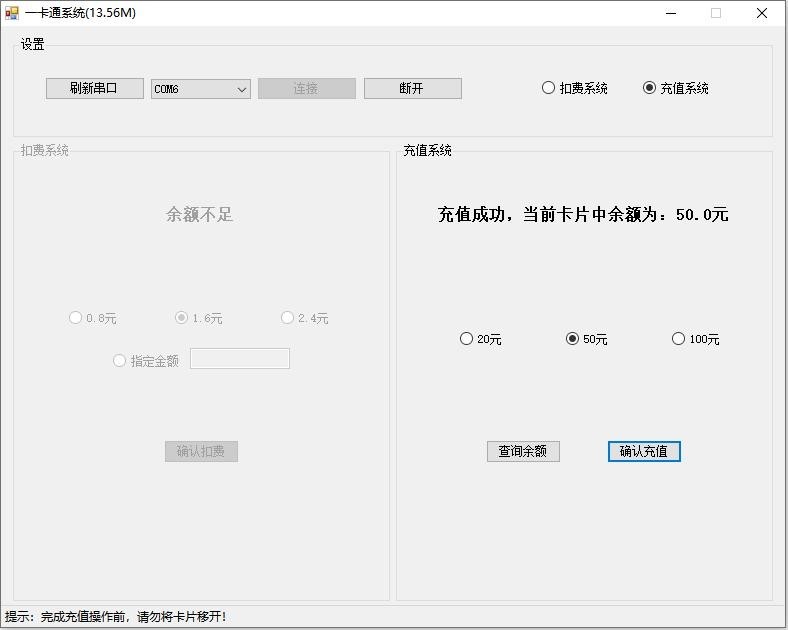 一卡通系统(13.56M)
设置
刷新串口 COM6 连接 断开 扣费系统 充值系统
扣费系统
余额不足
0.8元 1.6元 2.4元
指定金额
确认扣费
充值系统
充值成功，当前卡片中余额为：50.0元
20元 50元 100元
查询余额 确认充值
提示：完成充值操作前，请勿将卡片移开！